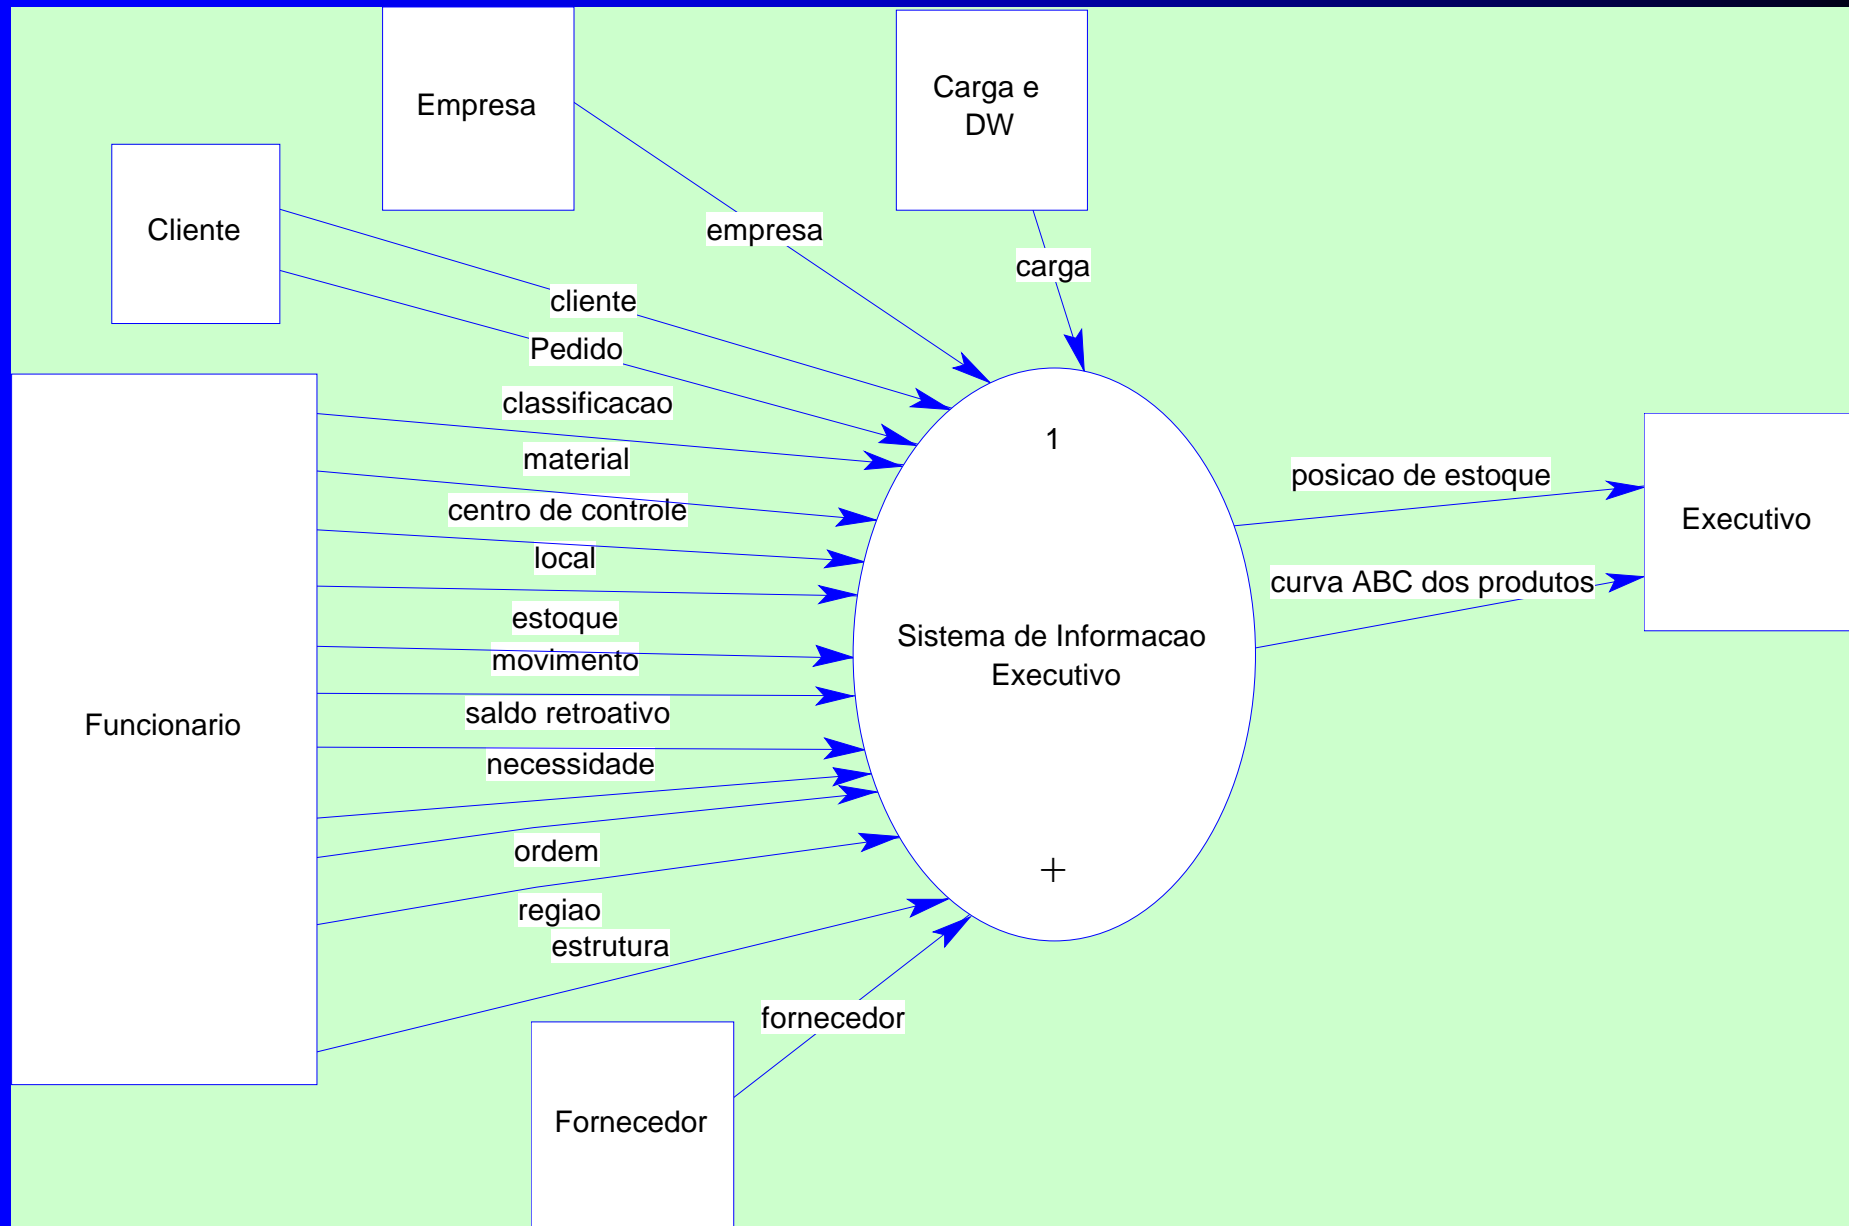 Empresa
Carga e
DW
Cliente
empresa
carga
cliente
Pedido
classificacao
material
centro de controle
local
estoque
movimento
saldo retroativo
necessidade
ordem
regiao
estrutura
Funcionario
1
Sistema de Informacao
Executivo
+
posicao de estoque
curva ABC dos produtos
Executivo
fornecedor
Fornecedor